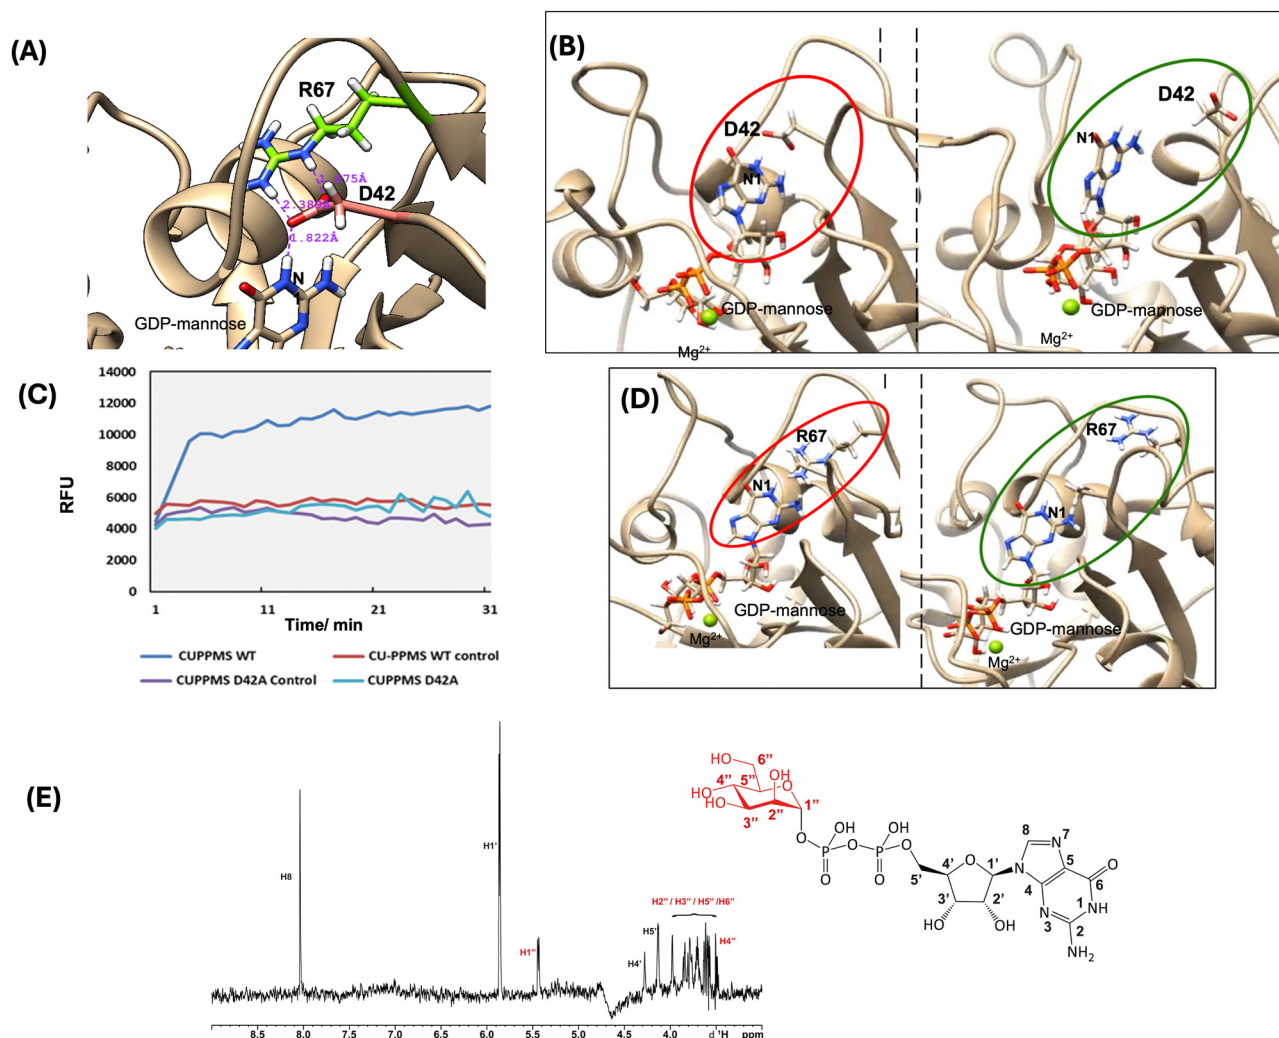 (A)
R67
1.875Å
D42
2.384Å
1.822Å
N
1
GDP-mannose
(B)
D42
N1
GDP-mannose
Mg2+
D42
N1
GDP-mannose
Mg2+
(C)
14000
12000
10000
8000
6000
4000
2000
0
RFU
1 11 21 31
Time/ min
CUPPMS WT CU-PPMS WT control
CUPPMS D42A Control CUPPMS D42A
(D)
R67
N1
GDP-mannose
Mg2+
R67
N1
GDP-mannose
Mg2+
(E)
H8
H1'
H1''
H4'
H5'
H2'' / H3'' / H5'' /H6''
H4''
8.5 8.0 7.5 7.0 6.5 6.0 5.5 5.0 4.5 4.0 d 1H ppm
HO 6''
4'' 5'' OH O
HO
HO 1''
3'' 2''
O OH OH
P O P O
O O
5' 4' O 1'
3' 2'
HO OH
8 7
N
5
N 4 6 O
1 NH
N 3 2
NH2